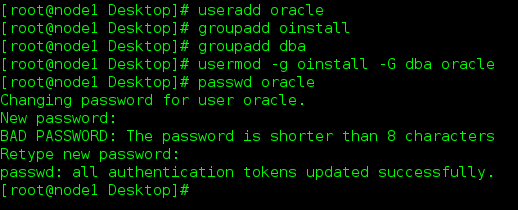 [root@node1 Desktop]# useradd oracle
[root@node1 Desktop]# groupadd oinstall
[root@node1 Desktop]# groupadd dba
[root@node1 Desktop]# usermod -g oinstall -G dba oracle
[root@node1 Desktop]# passwd oracle
Changing password for user oracle.
New password:
BAD PASSWORD: The password is shorter than 8 characters
Retype new password:
passwd: all authentication tokens updated successfully.
[root@node1 Desktop]#